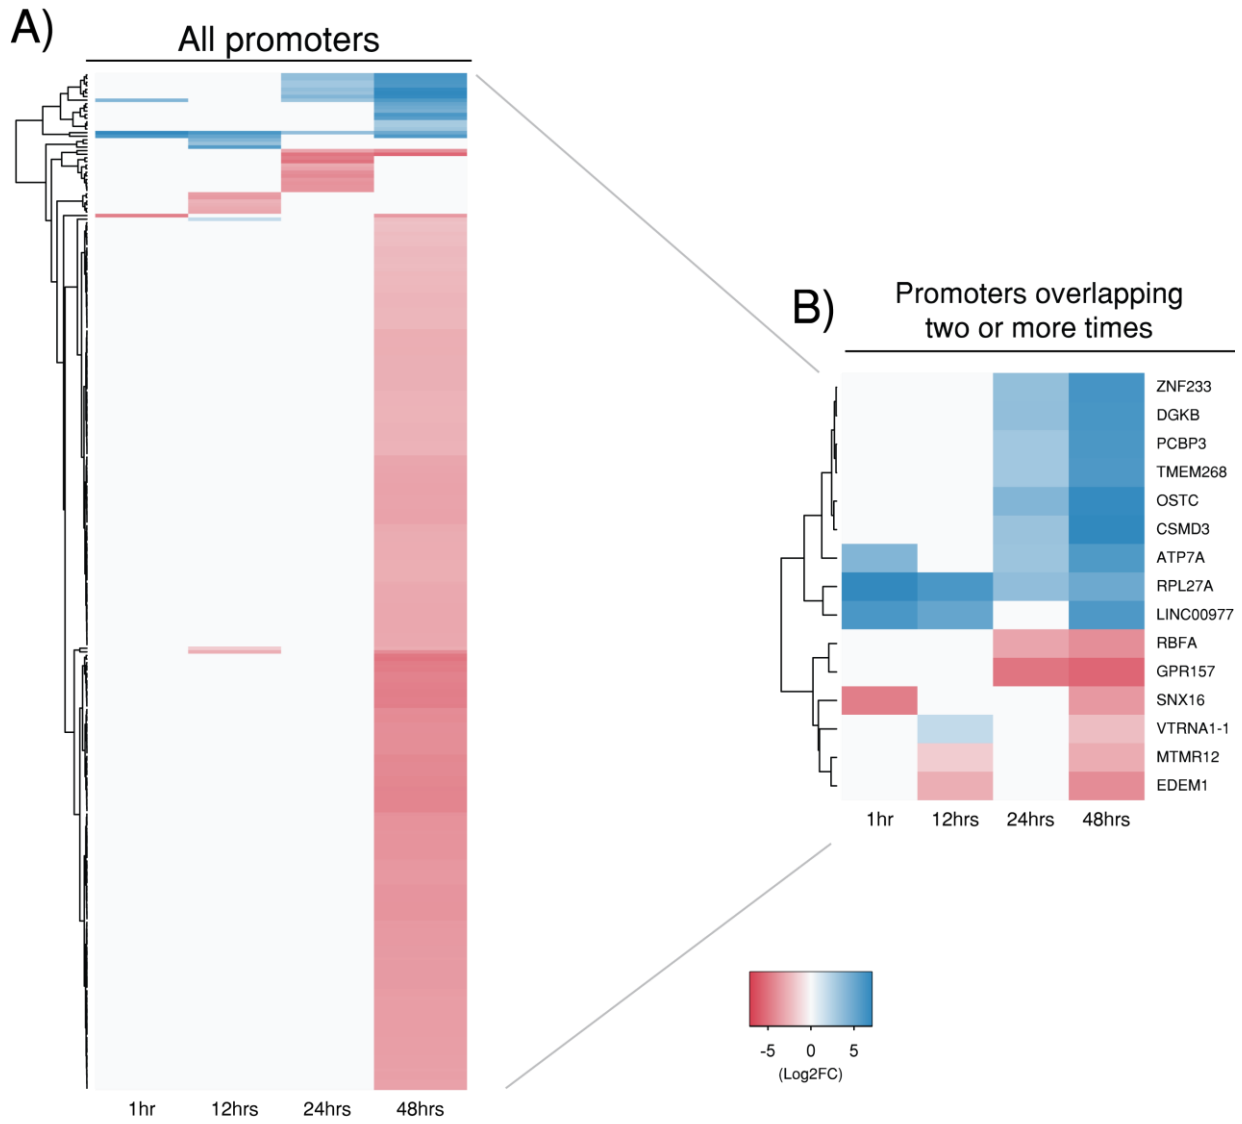 A)
All promoters
1hr 12hrs 24hrs 48hrs
B)
Promoters overlapping
two or more times
ZNF233
DGKB
PCBP3
TMEM268
OSTC
CSMD3
ATP7A
RPL27A
LINC00977
RBFA
GPR157
SNX16
VTRNA1-1
MTMR12
EDEM1
1hr 12hrs 24hrs 48hrs
-5 0 5
(Log2FC)